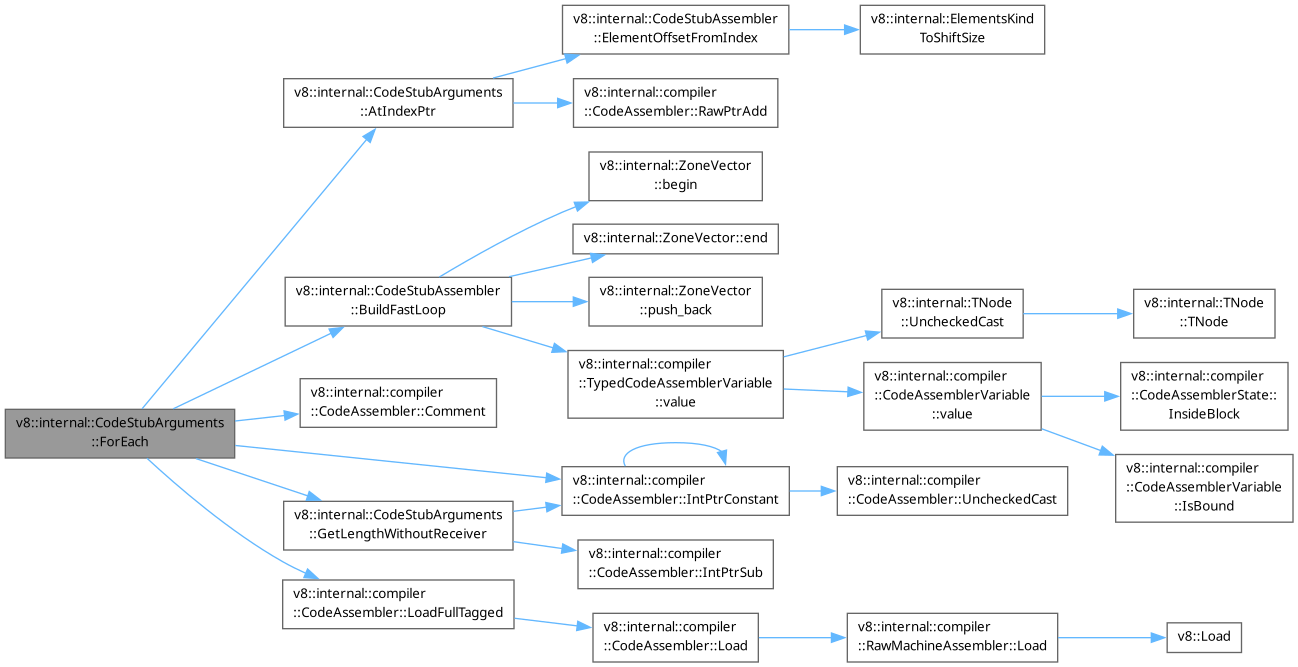 v8::internal::CodeStubArguments
::ForEach
v8::internal::CodeStubArguments
::AtIndexPtr
v8::internal::CodeStubAssembler
::ElementOffsetFromIndex
v8::internal::ElementsKind
ToShiftSize
v8::internal::compiler
::CodeAssembler::RawPtrAdd
v8::internal::CodeStubAssembler
::BuildFastLoop
v8::internal::ZoneVector
::begin
v8::internal::ZoneVector::end
v8::internal::ZoneVector
::push_back
v8::internal::compiler
::TypedCodeAssemblerVariable
::value
v8::internal::TNode
::UncheckedCast
v8::internal::TNode
::TNode
v8::internal::compiler
::CodeAssemblerVariable
::value
v8::internal::compiler
::CodeAssemblerState::
InsideBlock
v8::internal::compiler
::CodeAssemblerVariable
::IsBound
v8::internal::compiler
::CodeAssembler::Comment
v8::internal::compiler
::CodeAssembler::IntPtrConstant
v8::internal::compiler
::CodeAssembler::UncheckedCast
v8::internal::CodeStubArguments
::GetLengthWithoutReceiver
v8::internal::compiler
::CodeAssembler::IntPtrSub
v8::internal::compiler
::CodeAssembler::LoadFullTagged
v8::internal::compiler
::CodeAssembler::Load
v8::internal::compiler
::RawMachineAssembler::Load
v8::Load